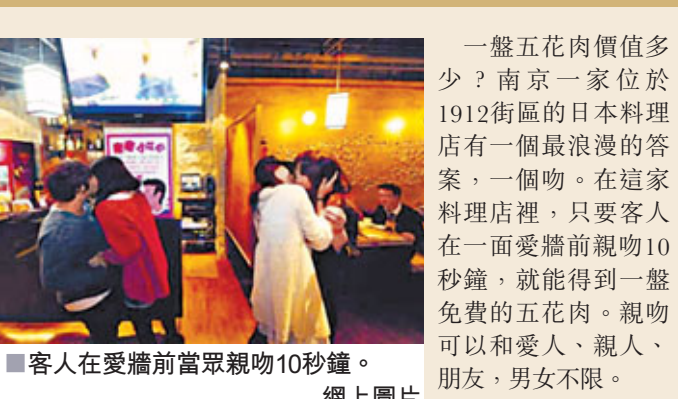 一盤五花肉價值多
少？南京一家位於
1912街區的日本料理
店有一個最浪漫的答
案，一個吻。在這家
料理店裡，只要客人
在一面愛牆前親吻10
秒鐘，就能得到一盤
免費的五花肉。親吻
可以和愛人、親人、
朋友，男女不限。
■客人在愛牆前當眾親吻10秒鐘。
網上圖片